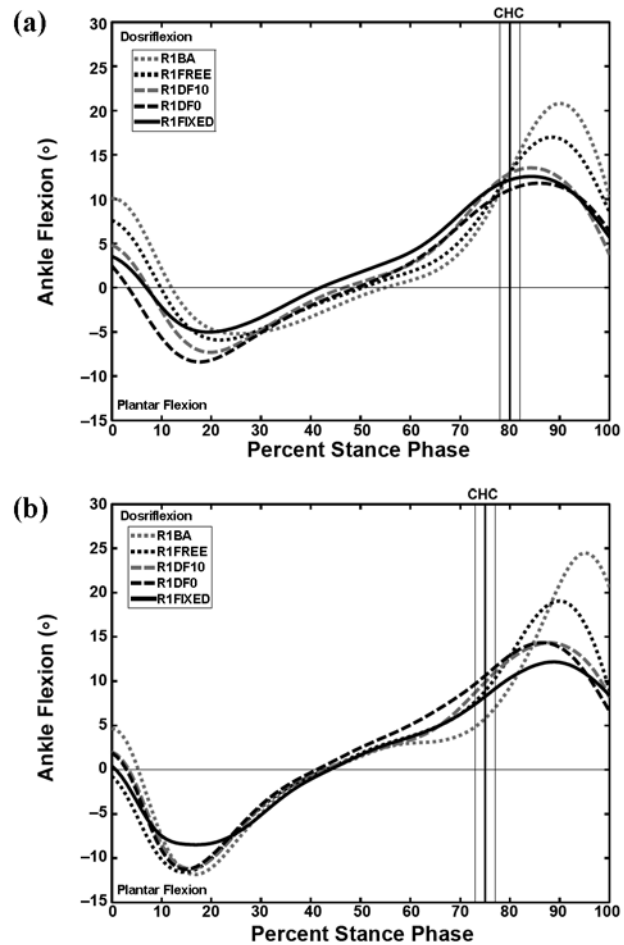 (a)
CHC
30
Dosriflexion
R1BA
25
R1FREE
R1DF10
20
R1DF0
R1FIXED
15
10
5
0
–5
–10
Plantar Flexion
–15
Ankle Flexion (∘)
0 10 20 30 40 50 60 70 80 90 100
Percent Stance Phase
(b)
CHC
30
Dosriflexion
R1BA
25
R1FREE
R1DF10
20
R1DF0
R1FIXED
15
10
5
0
–5
–10
Plantar Flexion
–15
Ankle Flexion (∘)
0 10 20 30 40 50 60 70 80 90 100
Percent Stance Phase